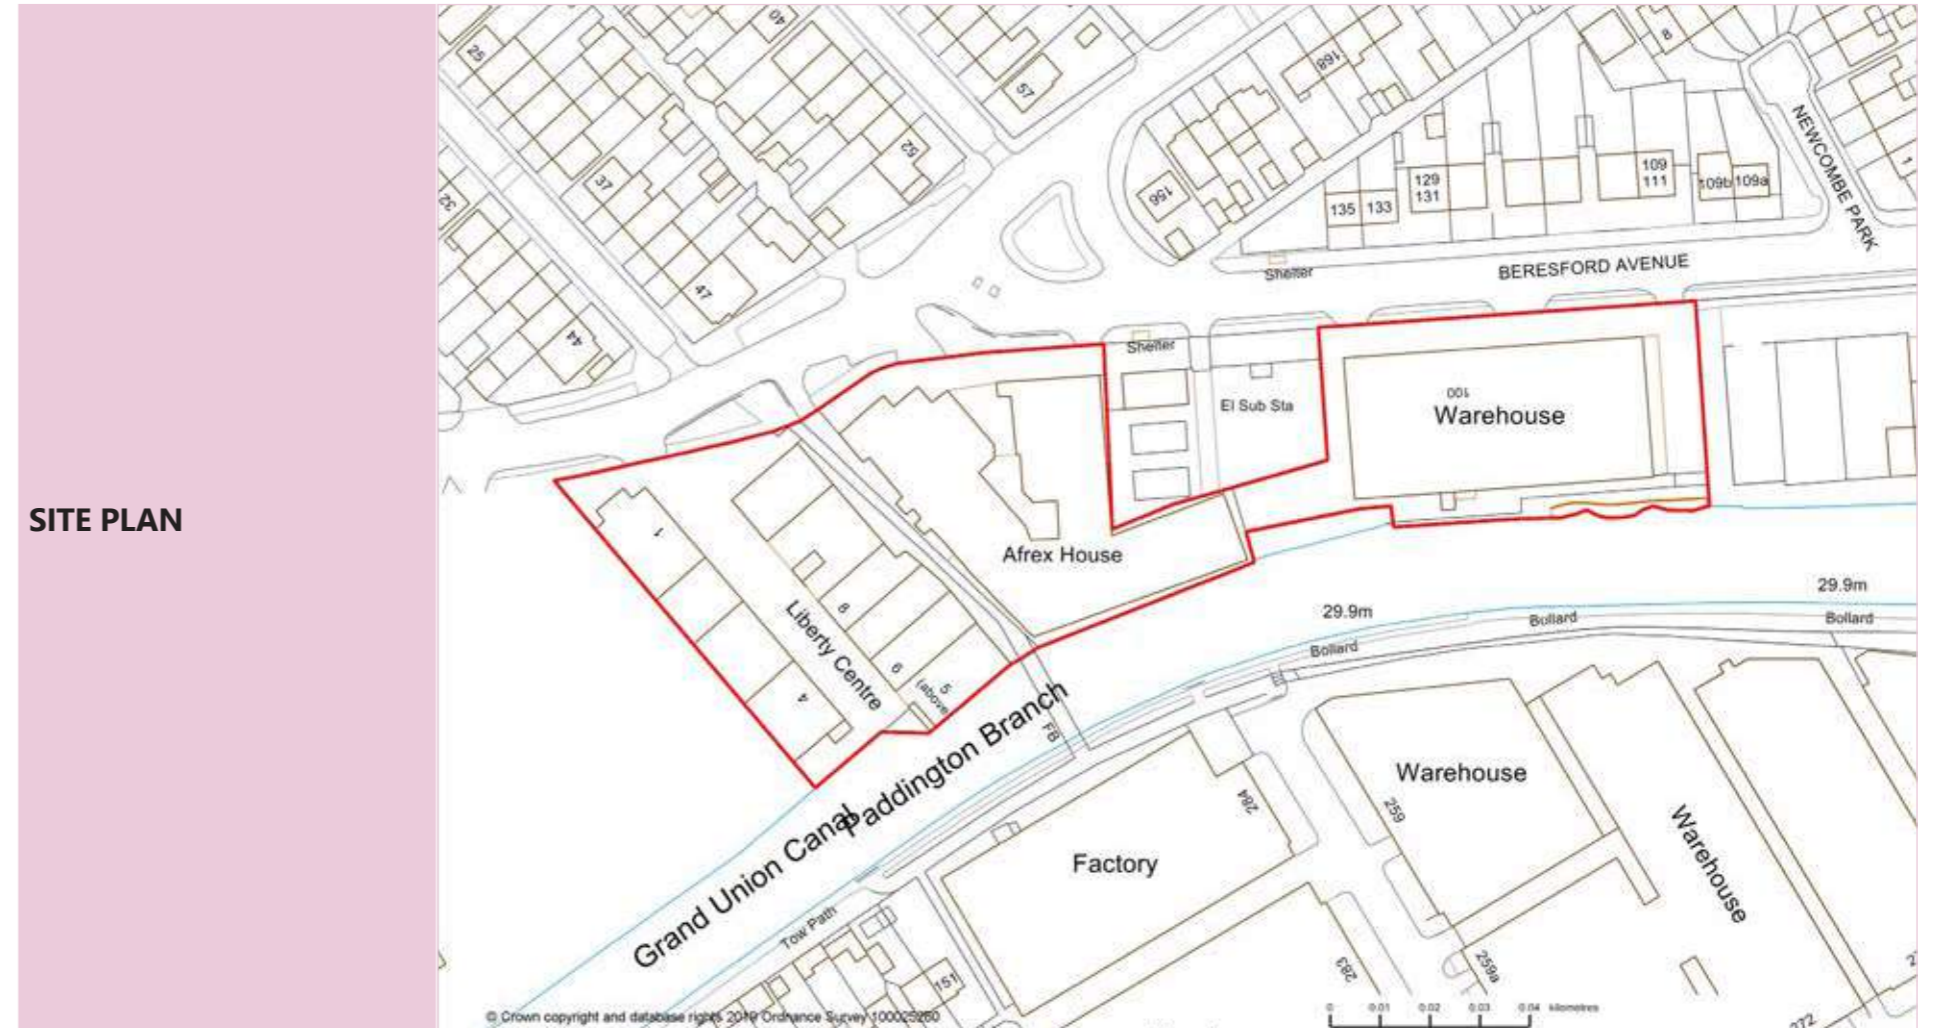 SITE PLAN
25
40
57
168
8
NEWCOMBE PARK
1
32
37
52
156
135
133
129
131
109
111
109b
109a
47
44
Shelter
BERESFORD AVENUE
Shelter
El Sub Sta
100
Warehouse
1
Afrex House
8
Liberty Centre
6
5
(above
4
29.9m
29.9m
Bollard
Bollard
Bollard
FB
Grand Union Canal
Paddington Branch
Warehouse
259
284
Factory
Warehouse
Tow Path
151
283
259a
272
© Crown copyright and database rights 2019 Ordnance Survey 100025260
0 0.01 0.02 0.03 0.04 kilometres